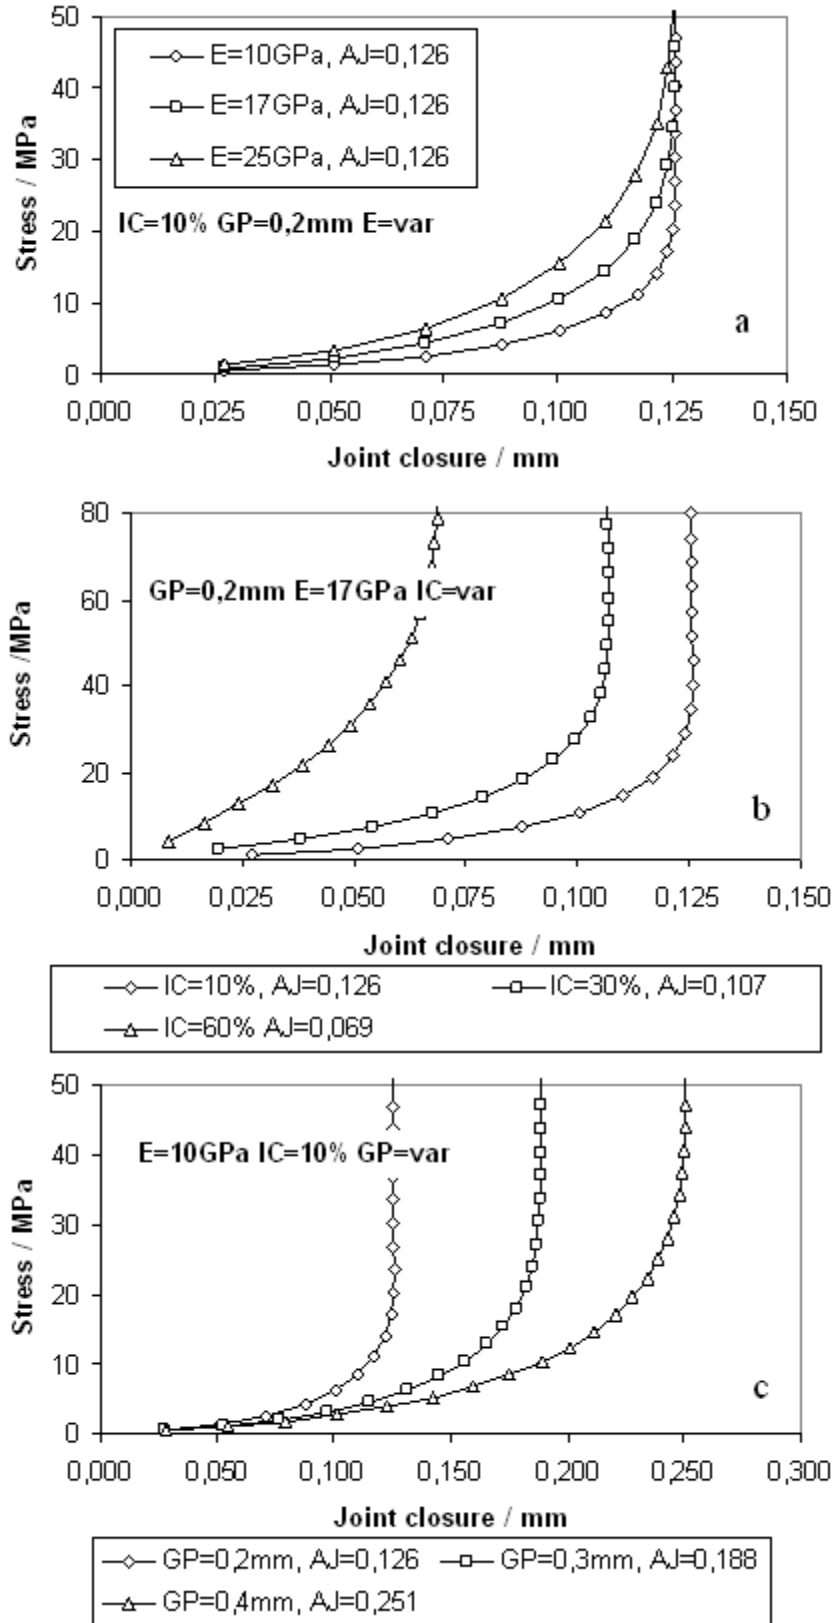 50
40
30
20
10
0
Stress / MPa
E=10GPa, AJ=0,126
E=17GPa, AJ=0,126
E=25GPa, AJ=0,126
IC=10% GP=0,2mm E=var
a
0,000 0,025 0,050 0,075 0,100 0,125 0,150
Joint closure / mm
80
60
40
20
0
Stress /MPa
GP=0,2mm E=17GPa IC=var
b
0,000 0,025 0,050 0,075 0,100 0,125 0,150
Joint closure / mm
IC=10%, AJ=0,126 IC=30%, AJ=0,107
IC=60% AJ=0,069
50
40
30
20
10
0
Stress / MPa
E=10GPa IC=10% GP=var
c
0,000 0,050 0,100 0,150 0,200 0,250 0,300
Joint closure / mm
GP=0,2mm, AJ=0,126 GP=0,3mm, AJ=0,188
GP=0,4mm, AJ=0,251